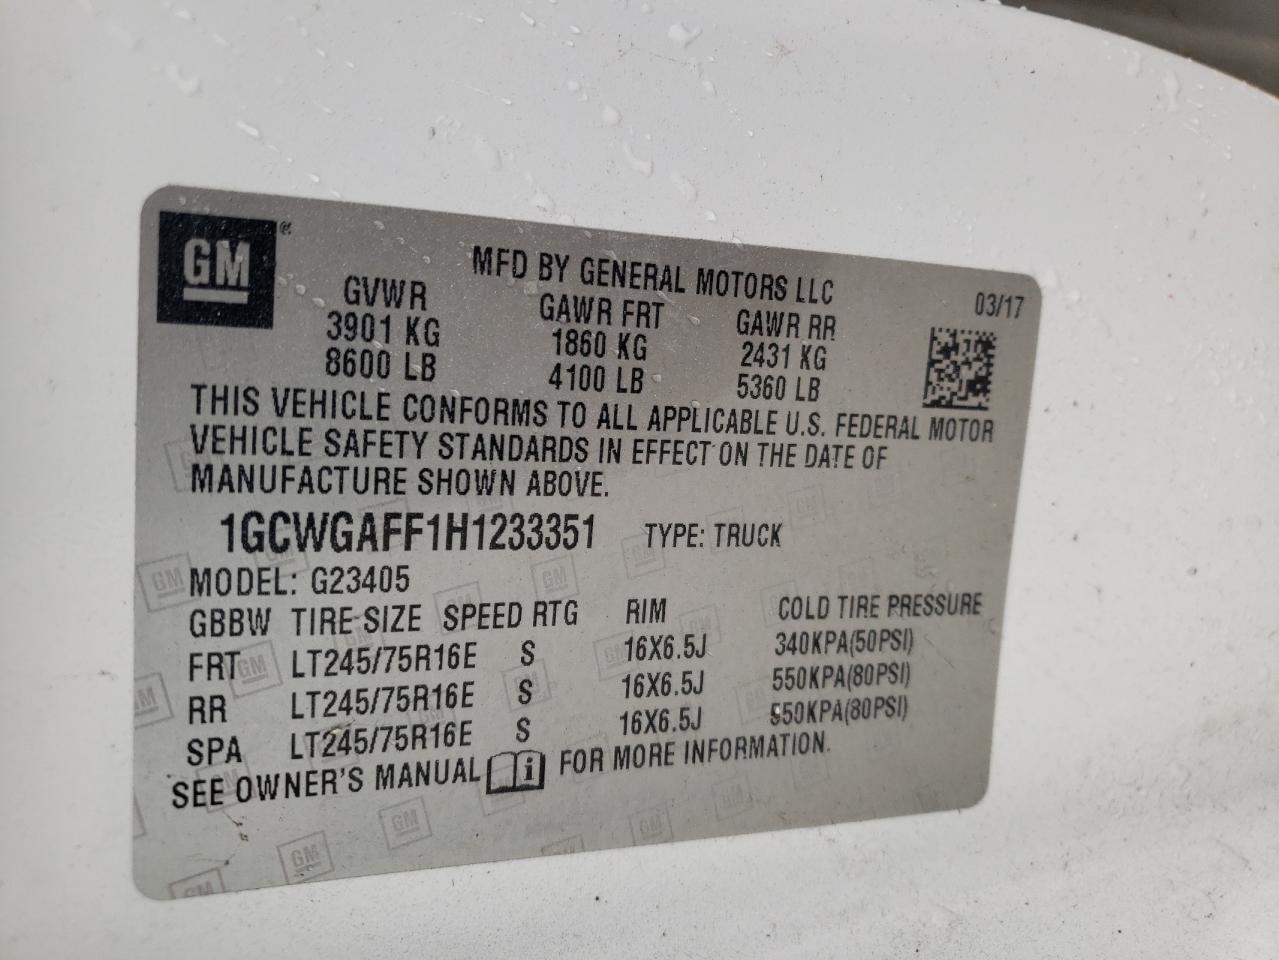 GM®
MFD BY GENERAL MOTORS LLC
03/17
GVWR GAWR FRT GAWR RR
3901 KG 1860 KG 2431 KG
8600 LB 4100 LB 5360 LB
THIS VEHICLE CONFORMS TO ALL APPLICABLE U.S. FEDERAL MOTOR
VEHICLE SAFETY STANDARDS IN EFFECT ON THE DATE OF
MANUFACTURE SHOWN ABOVE.
1GCWGAFF1H1233351 TYPE: TRUCK
MODEL: G23405
GBBW TIRE SIZE SPEED RTG RIM COLD TIRE PRESSURE
FRT LT245/75R16E S 16X6.5J 340KPA(50PSI)
RR LT245/75R16E S 16X6.5J 550KPA(80PSI)
SPA LT245/75R16E S 16X6.5J 550KPA(80PSI)
SEE OWNER'S MANUAL i FOR MORE INFORMATION.